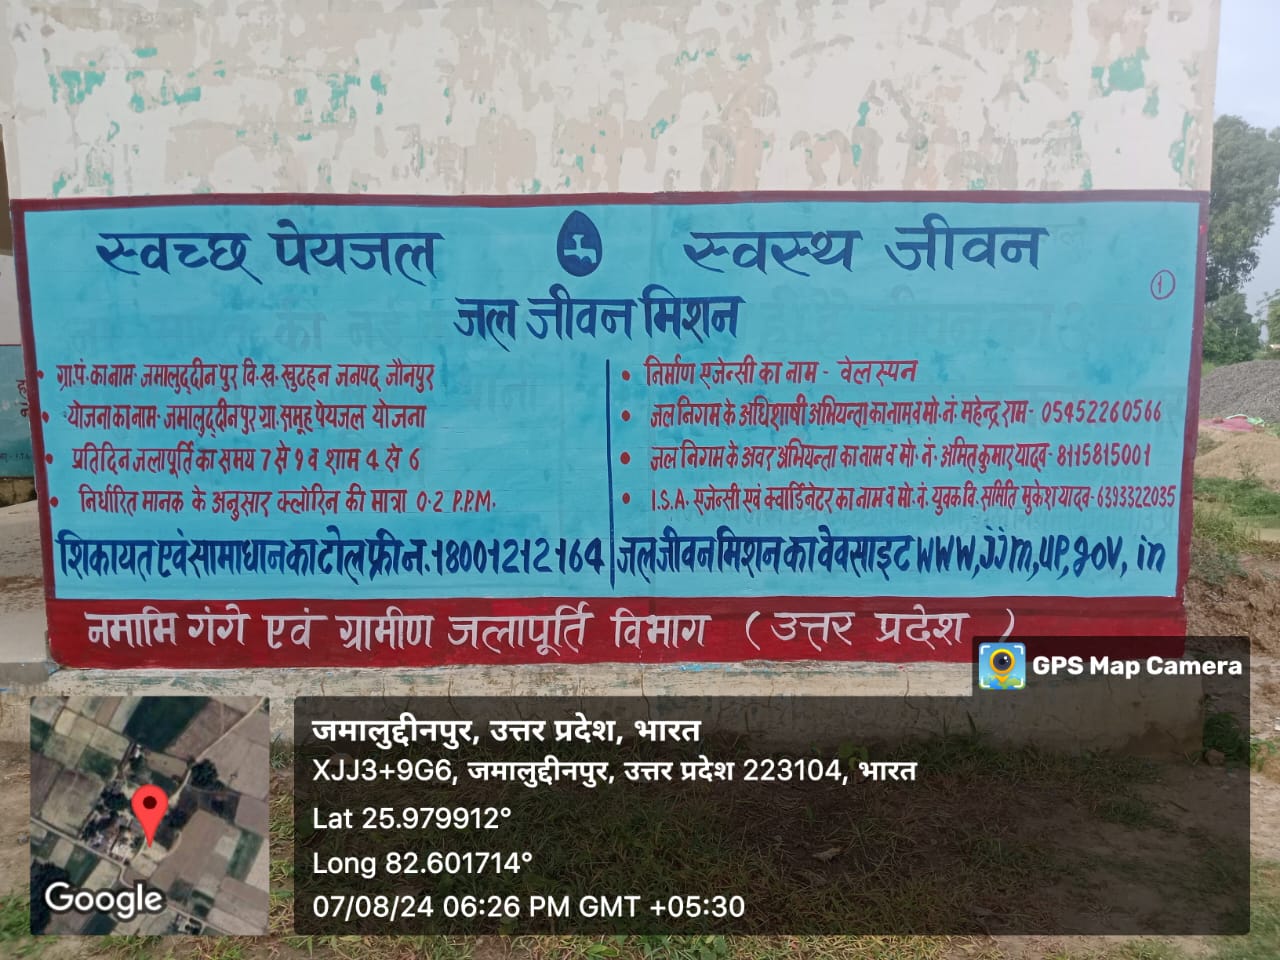 स्वच्छ पेयजल
स्वस्थ जीवन
१
जल जीवन मिशन
• ग्रा.पं. का नाम- जमालुद्दीन पुर वि.ख. खुटहन जनपद जौनपुर
• योजना का नाम- जमालुद्दीन पुर ग्रा. समूह पेयजल योजना
• प्रतिदिन जलापूर्ति का समय 7 से 9 व शाम 4 से 6
• निर्धारित मानक के अनुसार क्लोरिन की मात्रा 0.2 P.P.M.
• निर्माण एजेन्सी का नाम - वेलस्पन
• जल निगम के अधिशाषी अभियन्ता का नाम व मो. नं. महेन्द्र राम - 05452260566
• जल निगम के अवर अभियन्ता का नाम व मो. नं. अमित कुमार यादव - 8115815001
• I.S.A. एजेन्सी एवं क्वार्डिनेटर का नाम व मो. नं. युवक वि. समिति मुकेश यादव - 6393322035
शिकायत एवं सामाधान का टोल फ्री न. 18001212164
जल जीवन मिशन का वेवसाइट www,jjm,up,gov,in
नमामि गंगे एवं ग्रामीण जलापूर्ति विभाग (उत्तर प्रदेश)
GPS Map Camera
जमालुद्दीनपुर, उत्तर प्रदेश, भारत
XJJ3+9G6, जमालुद्दीनपुर, उत्तर प्रदेश 223104, भारत
Lat 25.979912°
Long 82.601714°
07/08/24 06:26 PM GMT +05:30
Google